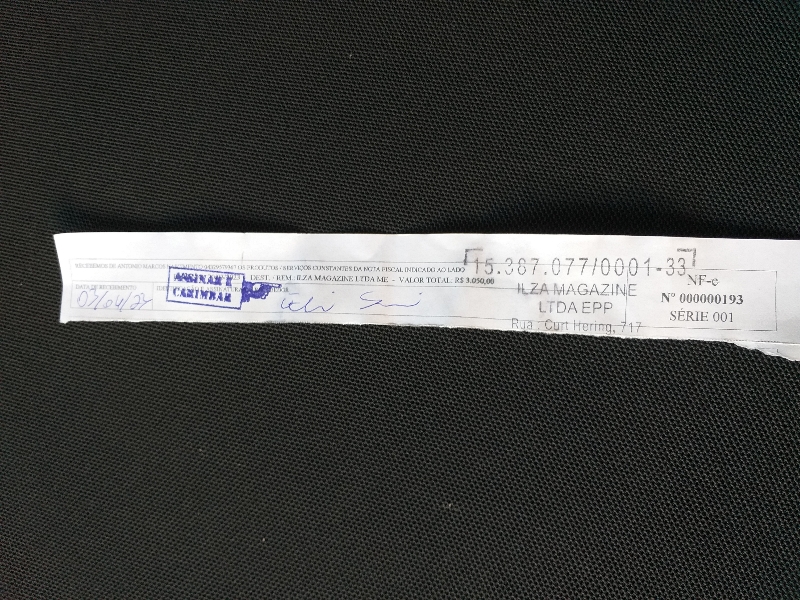 RECEBEMOS DE ANTONIO MARCOS NASCIMENTO OS PRODUTOS / SERVIÇOS CONSTANTES DA NOTA FISCAL INDICADO AO LADO
DEST. / REM. ILZA MAGAZINE LTDA ME - VALOR TOTAL: R$ 3.050,00
DATA DE RECEBIMENTO
ASSINAR E
CARIMBAR
15.387.077/0001-33
ILZA MAGAZINE
LTDA EPP
Rua : Curt Hering, 717
NF-e
Nº 000000193
SÉRIE 001